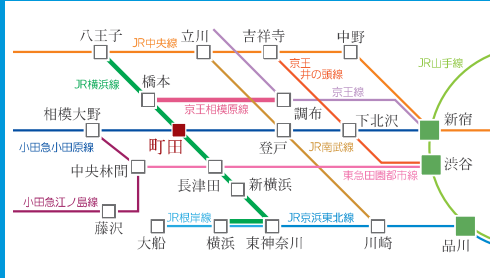 八王子
JR中央線
立川
吉祥寺
中野
京王
井の頭線
JR山手線
JR横浜線
橋本
京王線
京王相模原線
調布
相模大野
下北沢
新宿
小田急小田原線
町田
登戸
JR南武線
中央林間
東急田園都市線
渋谷
長津田
新横浜
小田急江ノ島線
藤沢
JR根岸線
JR京浜東北線
大船
横浜
東神奈川
川崎
品川